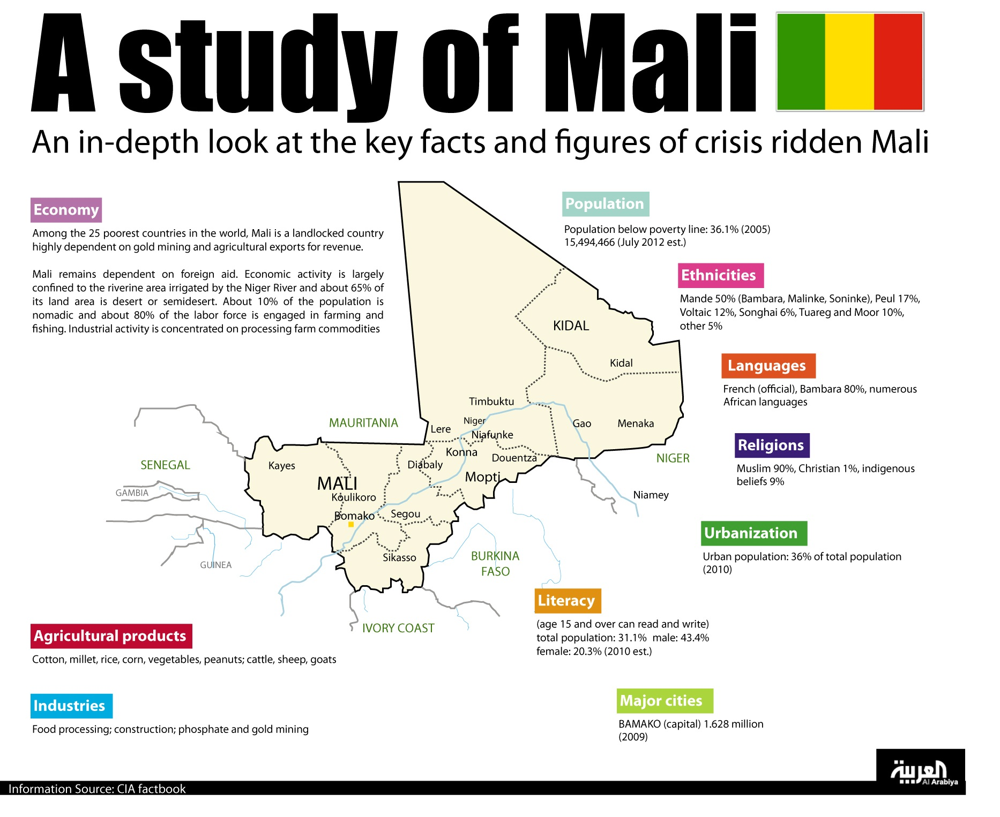 A study of Mali
An in-depth look at the key facts and figures of crisis ridden Mali
Economy
Among the 25 poorest countries in the world, Mali is a landlocked country
highly dependent on gold mining and agricultural exports for revenue.
Mali remains dependent on foreign aid. Economic activity is largely
confined to the riverine area irrigated by the Niger River and about 65% of
its land area is desert or semidesert. About 10% of the population is
nomadic and about 80% of the labor force is engaged in farming and
fishing. Industrial activity is concentrated on processing farm commodities
Population
Population below poverty line: 36.1% (2005)
15,494,466 (July 2012 est.)
Ethnicities
Mande 50% (Bambara, Malinke, Soninke), Peul 17%,
Voltaic 12%, Songhai 6%, Tuareg and Moor 10%,
other 5%
Languages
French (official), Bambara 80%, numerous
African languages
Religions
Muslim 90%, Christian 1%, indigenous
beliefs 9%
Urbanization
Urban population: 36% of total population
(2010)
Literacy
(age 15 and over can read and write)
total population: 31.1%  male: 43.4%
female: 20.3% (2010 est.)
Major cities
BAMAKO (capital) 1.628 million
(2009)
KIDAL
Kidal
Timbuktu
MAURITANIA
Niger
Lere
Gao
Menaka
Niafunke
Konna
Douentza
NIGER
SENEGAL
Kayes
Diabaly
MALI
Mopti
GAMBIA
Koulikoro
Niamey
Bomako
Segou
Sikasso
BURKINA
FASO
GUINEA
IVORY COAST
Agricultural products
Cotton, millet, rice, corn, vegetables, peanuts; cattle, sheep, goats
Industries
Food processing; construction; phosphate and gold mining
العربية
Al Arabiya
Information Source: CIA factbook